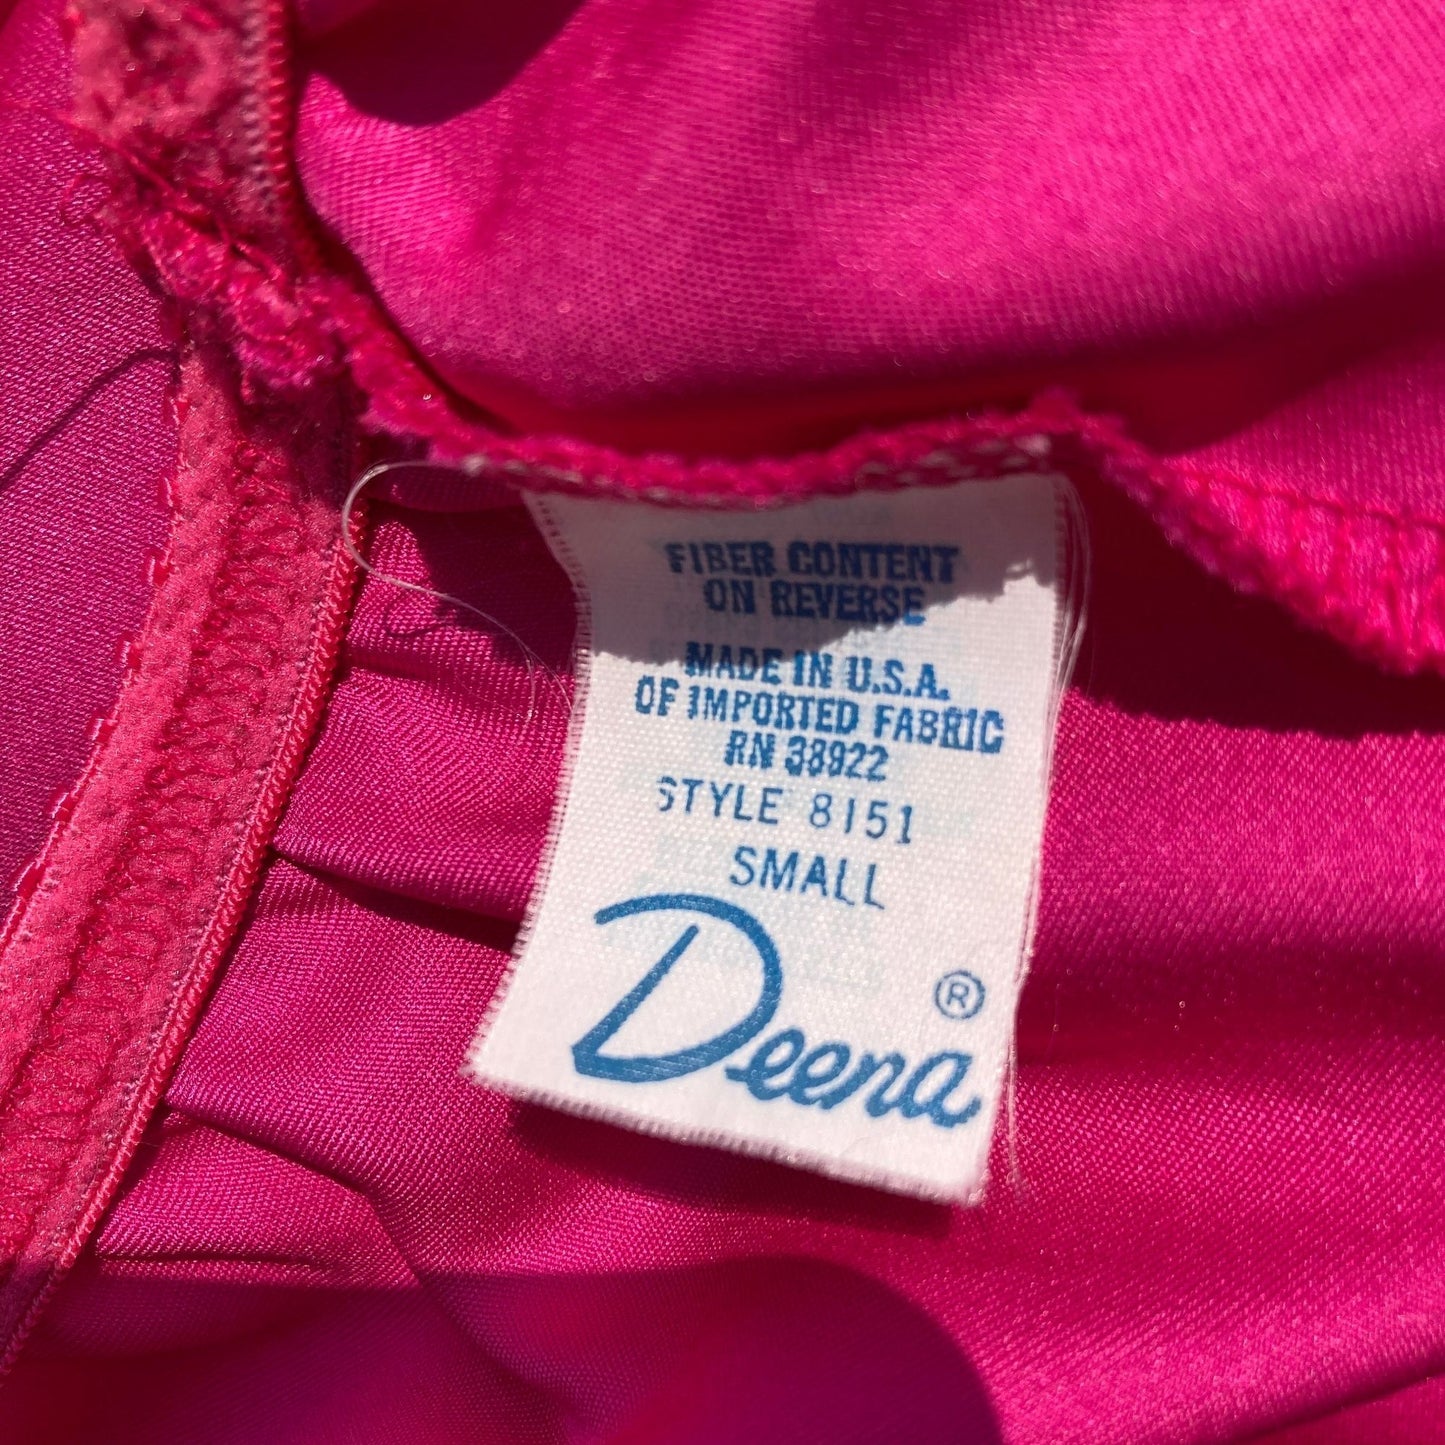 FIBER CONTENT
ON REVERSE
MADE IN U.S.A.
OF IMPORTED FABRIC
RN 38922
STYLE 8151
SMALL
Deena®